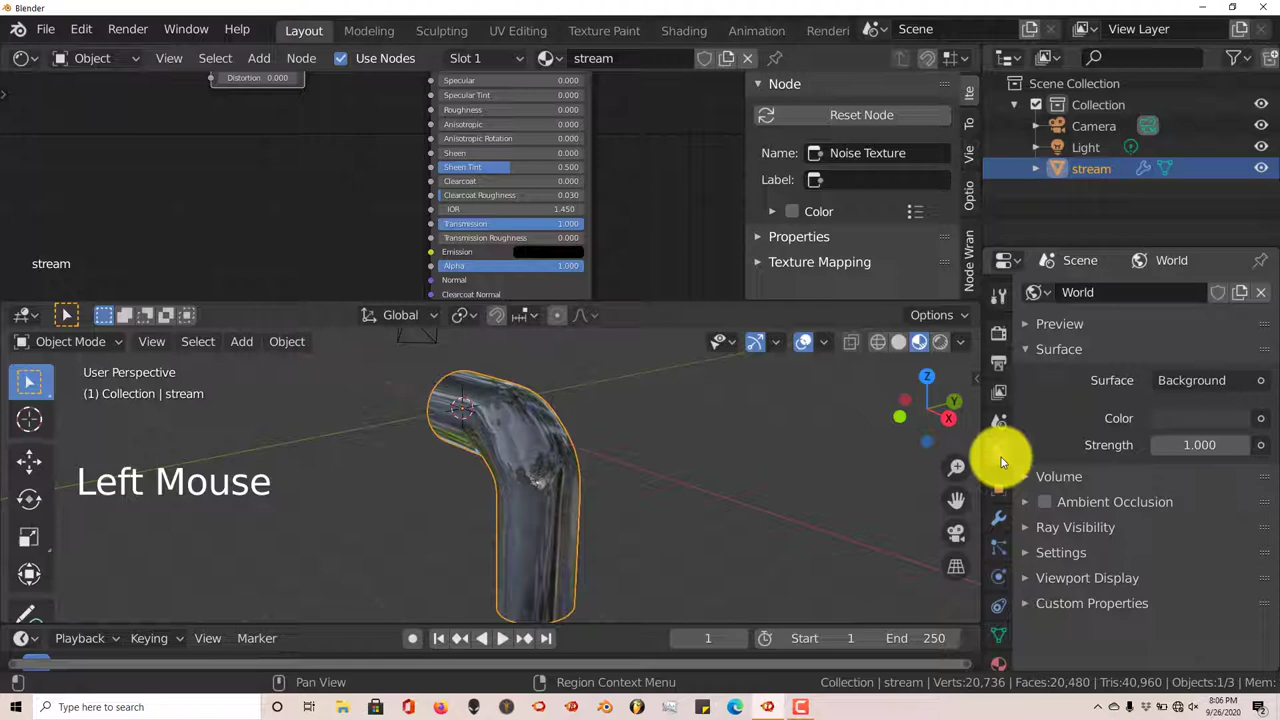 Blender
File Edit Render Window Help Layout Modeling Sculpting UV Editing Texture Paint Shading Animation Renderi Scene View Layer
Object View Select Add Node Use Nodes Slot 1 stream
Distortion 0.000
Specular 0.000
Specular Tint 0.000
Roughness 0.000
Anisotropic 0.000
Anisotropic Rotation 0.000
Sheen 0.000
Sheen Tint 0.500
Clearcoat 0.000
Clearcoat Roughness 0.030
IOR 1.450
Transmission 1.000
Transmission Roughness 0.000
Emission
Alpha 1.000
Normal
Clearcoat Normal
stream
Node
Reset Node
Name: Noise Texture
Label:
Color
Properties
Texture Mapping
Ite
To
Vie
Optio
Node Wran
Scene Collection
Collection
Camera
Light
stream
Scene World
World
Preview
Surface
Surface Background
Color
Strength 1.000
Volume
Ambient Occlusion
Ray Visibility
Settings
Viewport Display
Custom Properties
Global Options
Object Mode View Select Add Object
User Perspective
(1) Collection | stream
Z
Y
X
Left Mouse
Playback Keying View Marker 1 Start 1 End 250
Pan View Region Context Menu Collection | stream | Verts:20,736 | Faces:20,480 | Tris:40,960 | Objects:1/3 | Mem:
Type here to search
8:06 PM
9/26/2020